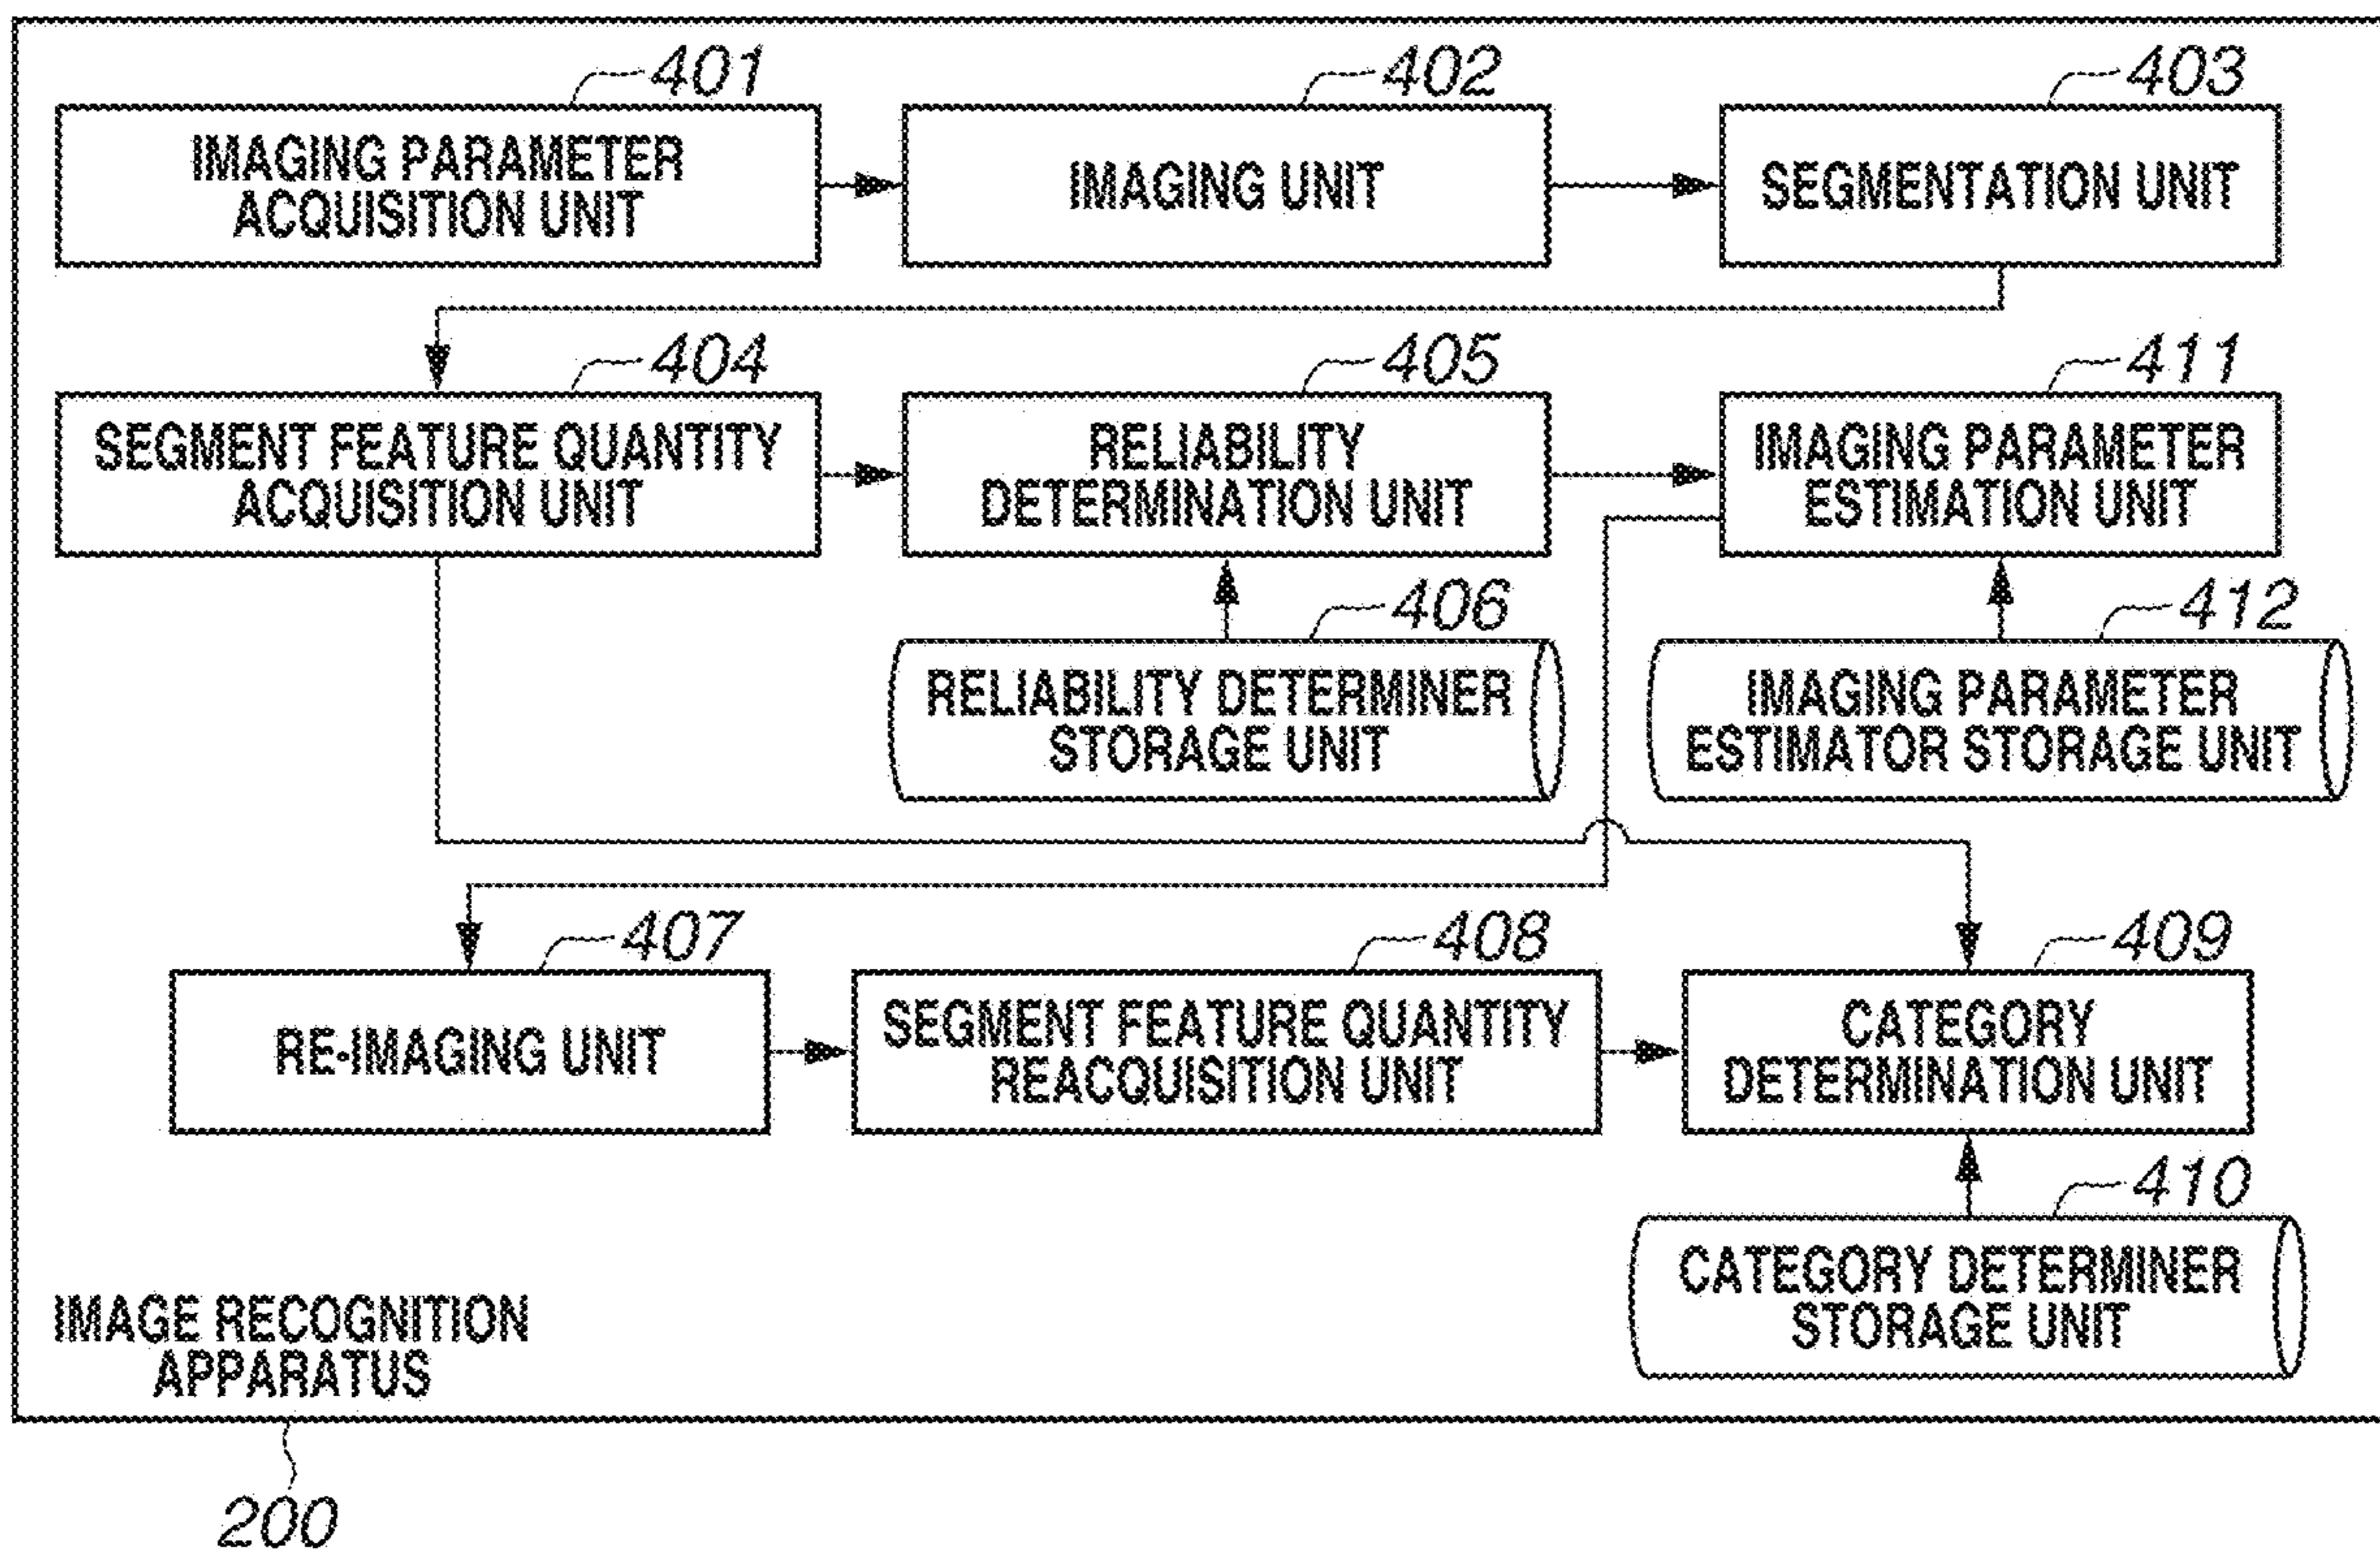 401
402
403
IMAGING PARAMETER
ACQUISITION UNIT
IMAGING UNIT
SEGMENTATION UNIT
404
405
411
SEGMENT FEATURE QUANTITY
ACQUISITION UNIT
RELIABILITY
DETERMINATION UNIT
IMAGING PARAMETER
ESTIMATION UNIT
406
412
RELIABILITY DETERMINER
STORAGE UNIT
IMAGING PARAMETER
ESTIMATOR STORAGE UNIT
407
408
409
RE-IMAGING UNIT
SEGMENT FEATURE QUANTITY
REACQUISITION UNIT
CATEGORY
DETERMINATION UNIT
410
CATEGORY DETERMINER
STORAGE UNIT
IMAGE RECOGNITION
APPARATUS
200